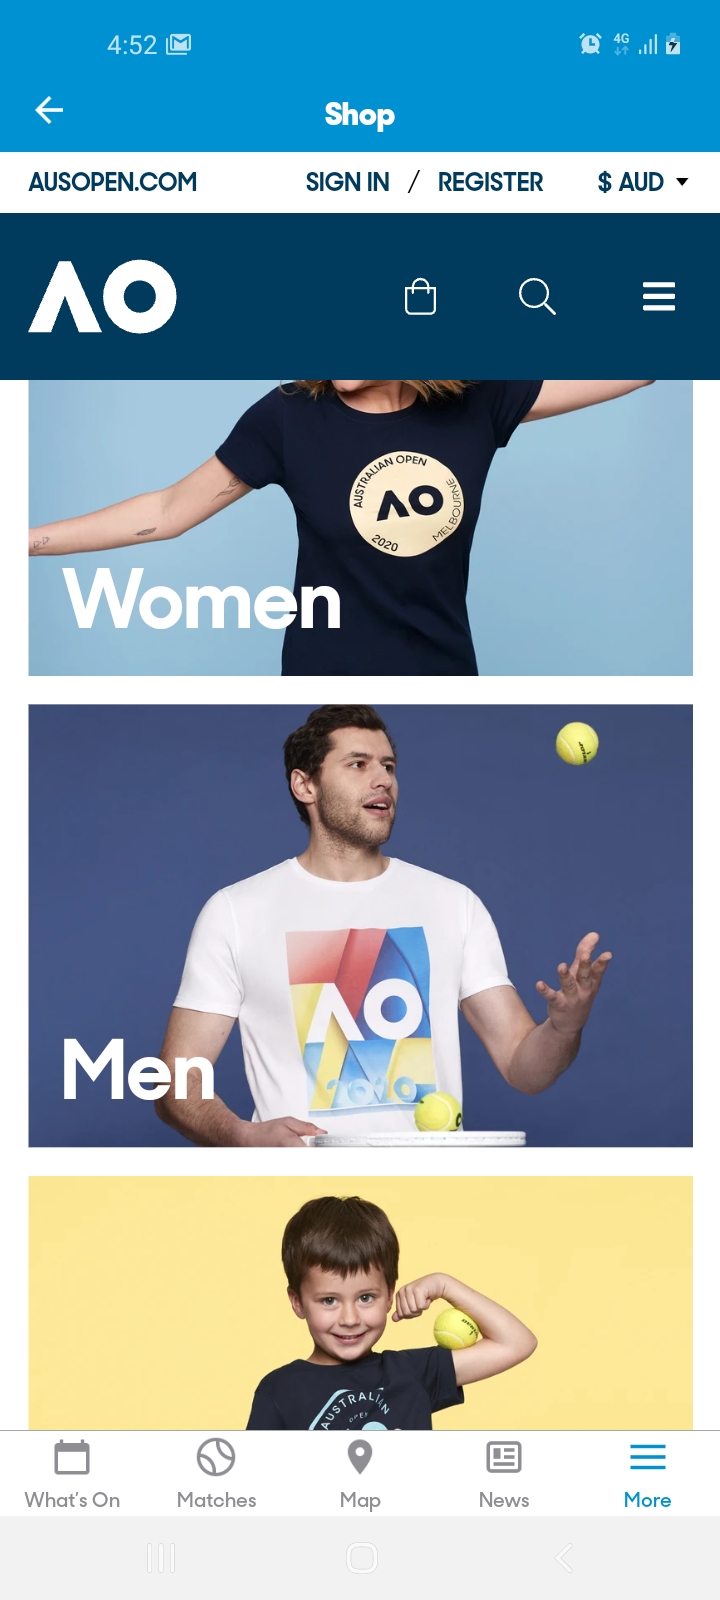 4:52
4G
Shop
AUSOPEN.COM
SIGN IN / REGISTER
$ AUD
AO
AUSTRALIAN OPEN
AO
MELBOURNE
2020
Women
AO
2020
Men
AUSTRALIAN
OPEN
What's On
Matches
Map
News
More